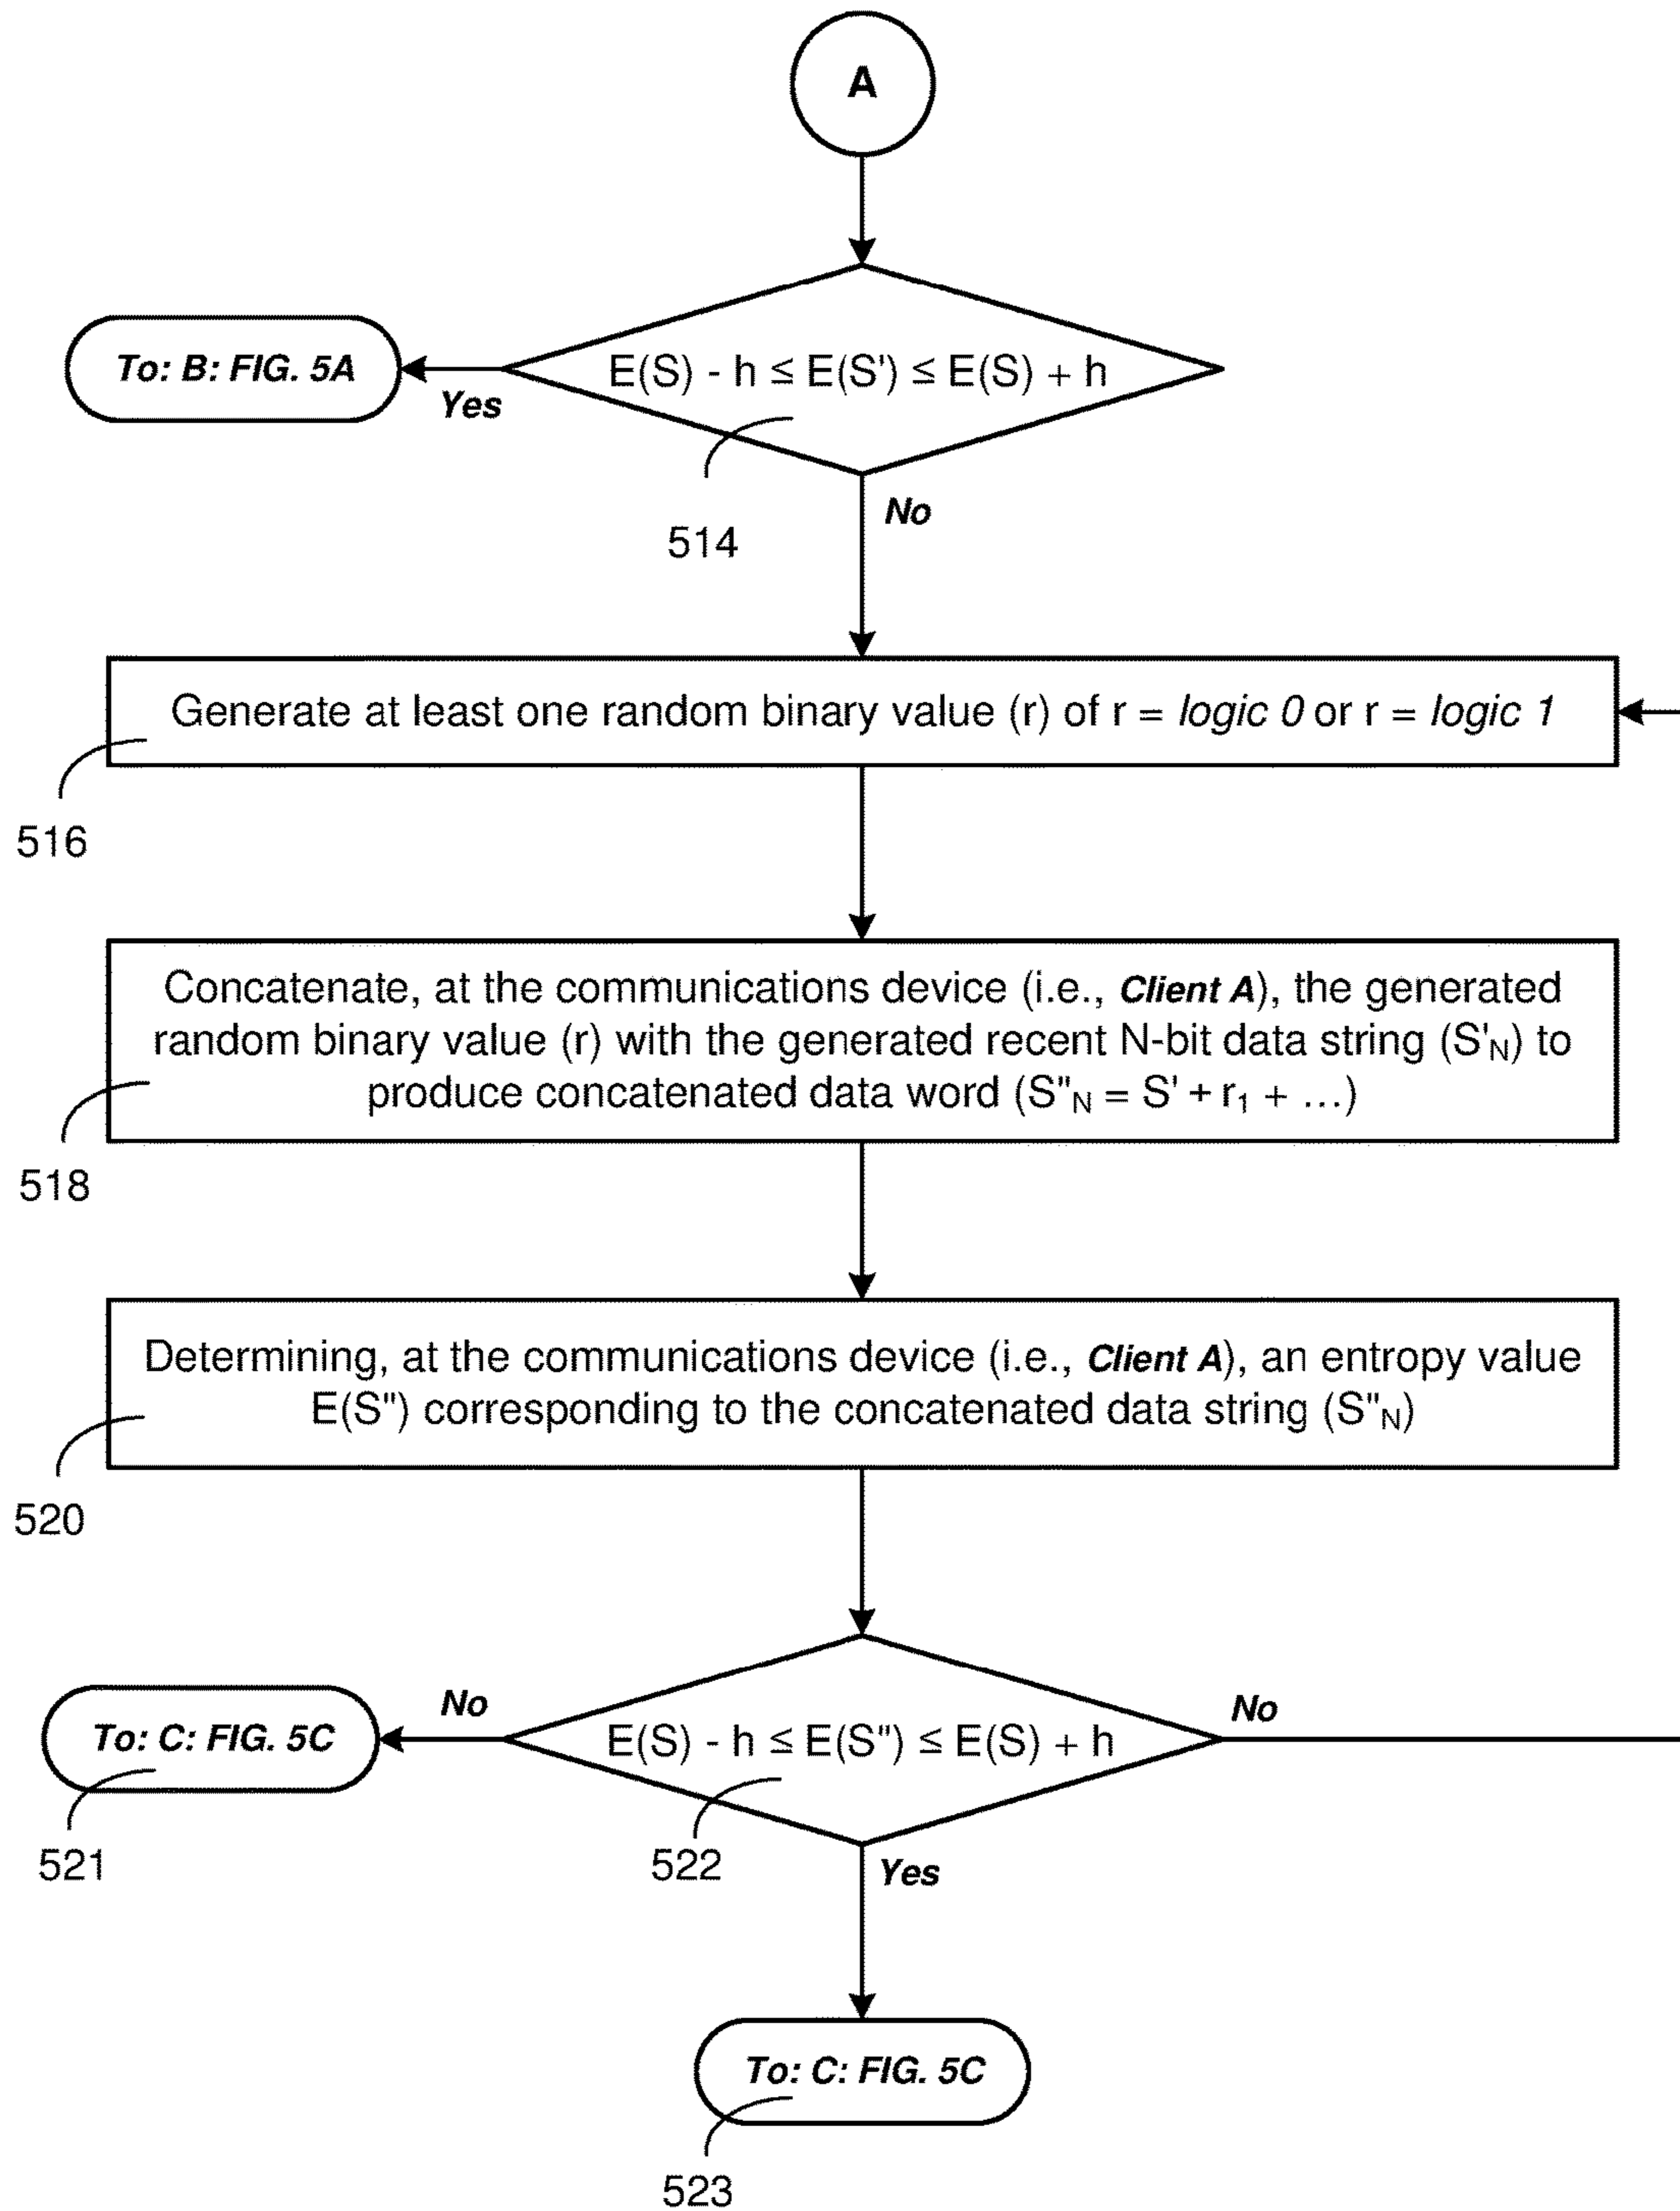 A
E(S) - h ≤ E(S') ≤ E(S) + h
To: B: FIG. 5A
Yes
No
514
Generate at least one random binary value (r) of r = logic 0 or r = logic 1
516
Concatenate, at the communications device (i.e., Client A), the generated
random binary value (r) with the generated recent N-bit data string (S'N) to
produce concatenated data word (S"N = S' + r1 + ...)
518
Determining, at the communications device (i.e., Client A), an entropy value
E(S") corresponding to the concatenated data string (S"N)
520
No
No
To: C: FIG. 5C
E(S) - h ≤ E(S") ≤ E(S) + h
521
522
Yes
To: C: FIG. 5C
523